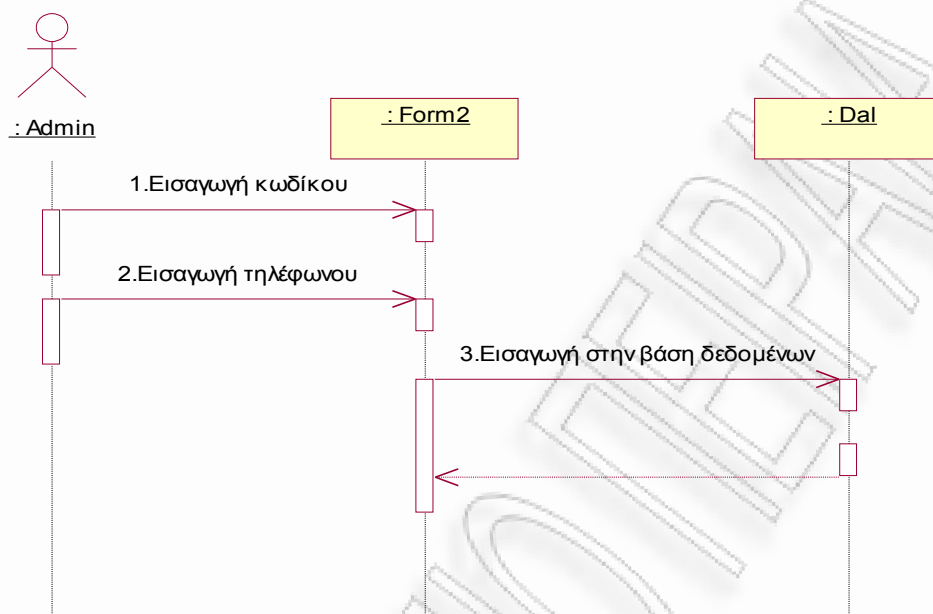 : Admin
: Form2
: Dal
1.Εισαγωγή κωδίκου
2.Εισαγωγή τηλέφωνου
3.Εισαγωγή στην βάση δεδομένων